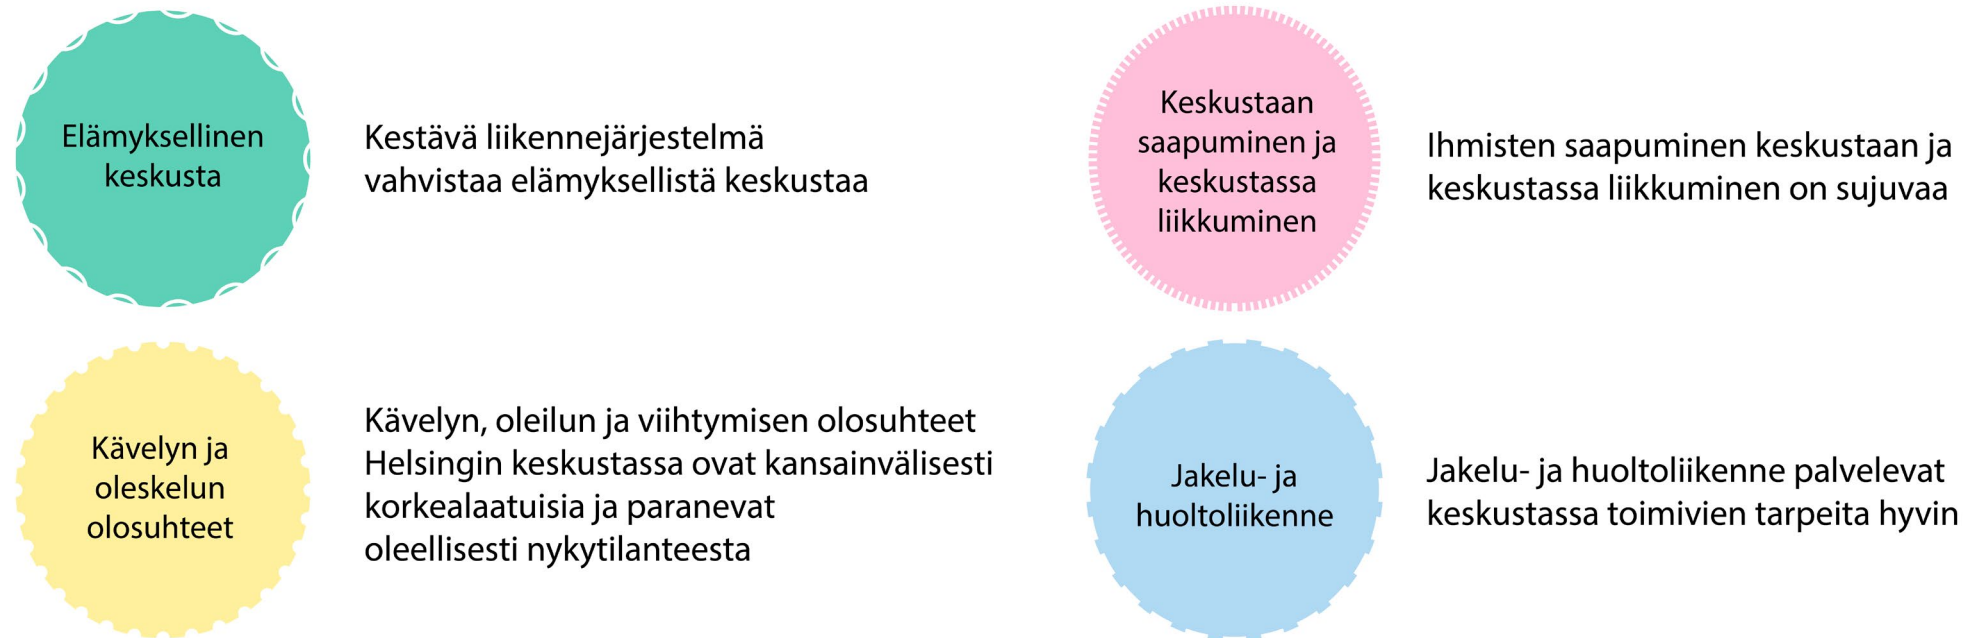 Elämyksellinen
keskusta
Kestävä liikennejärjestelmä
vahvistaa elämyksellistä keskustaa
Keskustaan
saapuminen ja
keskustassa
liikkuminen
Ihmisten saapuminen keskustaan ja
keskustassa liikkuminen on sujuvaa
Kävelyn ja
oleskelun
olosuhteet
Kävelyn, oleilun ja viihtymisen olosuhteet
Helsingin keskustassa ovat kansainvälisesti
korkealaatuisia ja paranevat
oleellisesti nykytilanteesta
Jakelu- ja
huoltoliikenne
Jakelu- ja huoltoliikenne palvelevat
keskustassa toimivien tarpeita hyvin